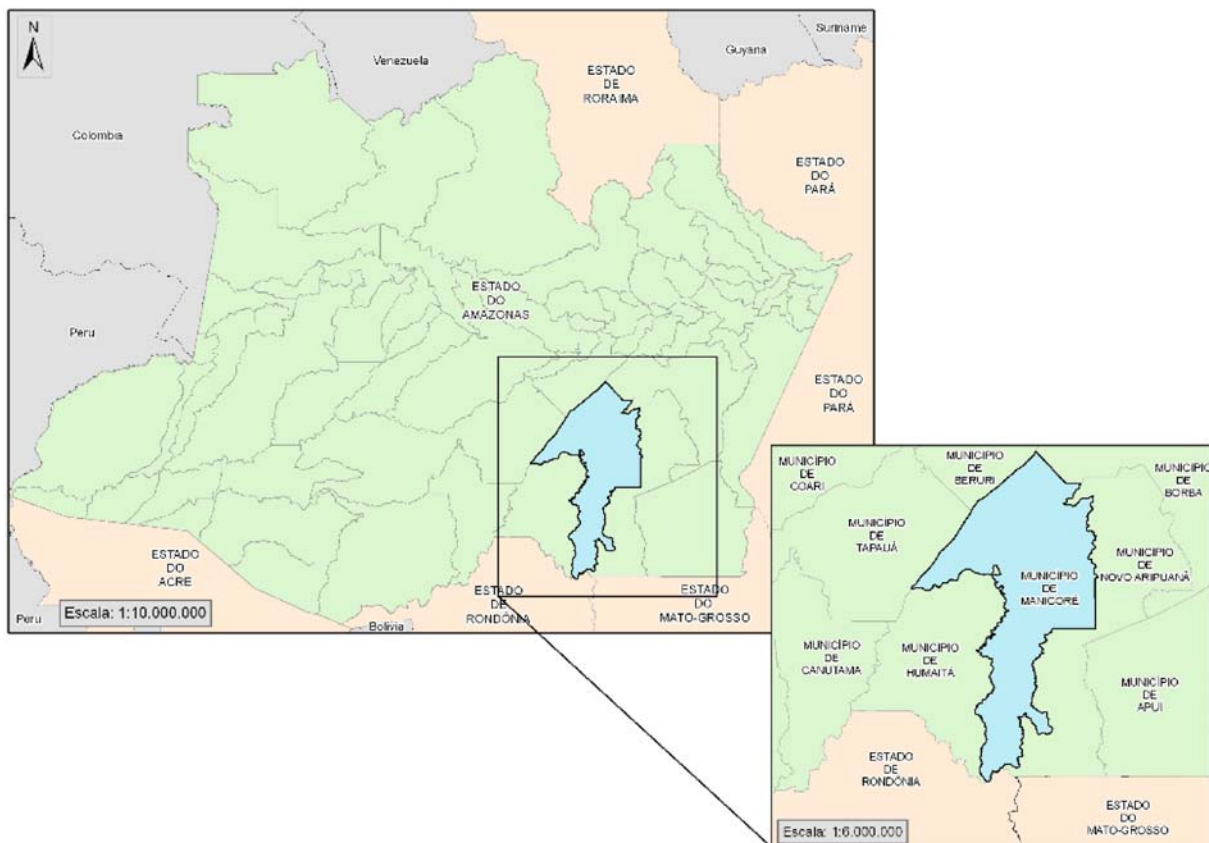 N
Suriname
Venezuela
Guyana
ESTADO
DE
RORAIMA
Colombia
ESTADO
DO
PARÁ
ESTADO
DO
AMAZONAS
Peru
ESTADO
DO
PARÁ
ESTADO
DO
ACRE
ESTADO
DE
RONDÔNIA
ESTADO
DO
MATO-GROSSO
Peru
Escala: 1:10.000.000
Bolivia
MUNICÍPIO
DE
COARI
MUNICÍPIO
DE
BERURI
MUNICÍPIO
DE
BORBA
MUNICÍPIO
DE
TAPAUÁ
MUNICÍPIO
DE
NOVO ARIPUANÃ
MUNICÍPIO
DE
MANICORÉ
MUNICÍPIO
DE
CANUTAMA
MUNICÍPIO
DE
HUMAITÁ
MUNICÍPIO
DE
APUI
ESTADO
DE
RONDÔNIA
ESTADO
DO
MATO-GROSSO
Escala: 1:6.000.000